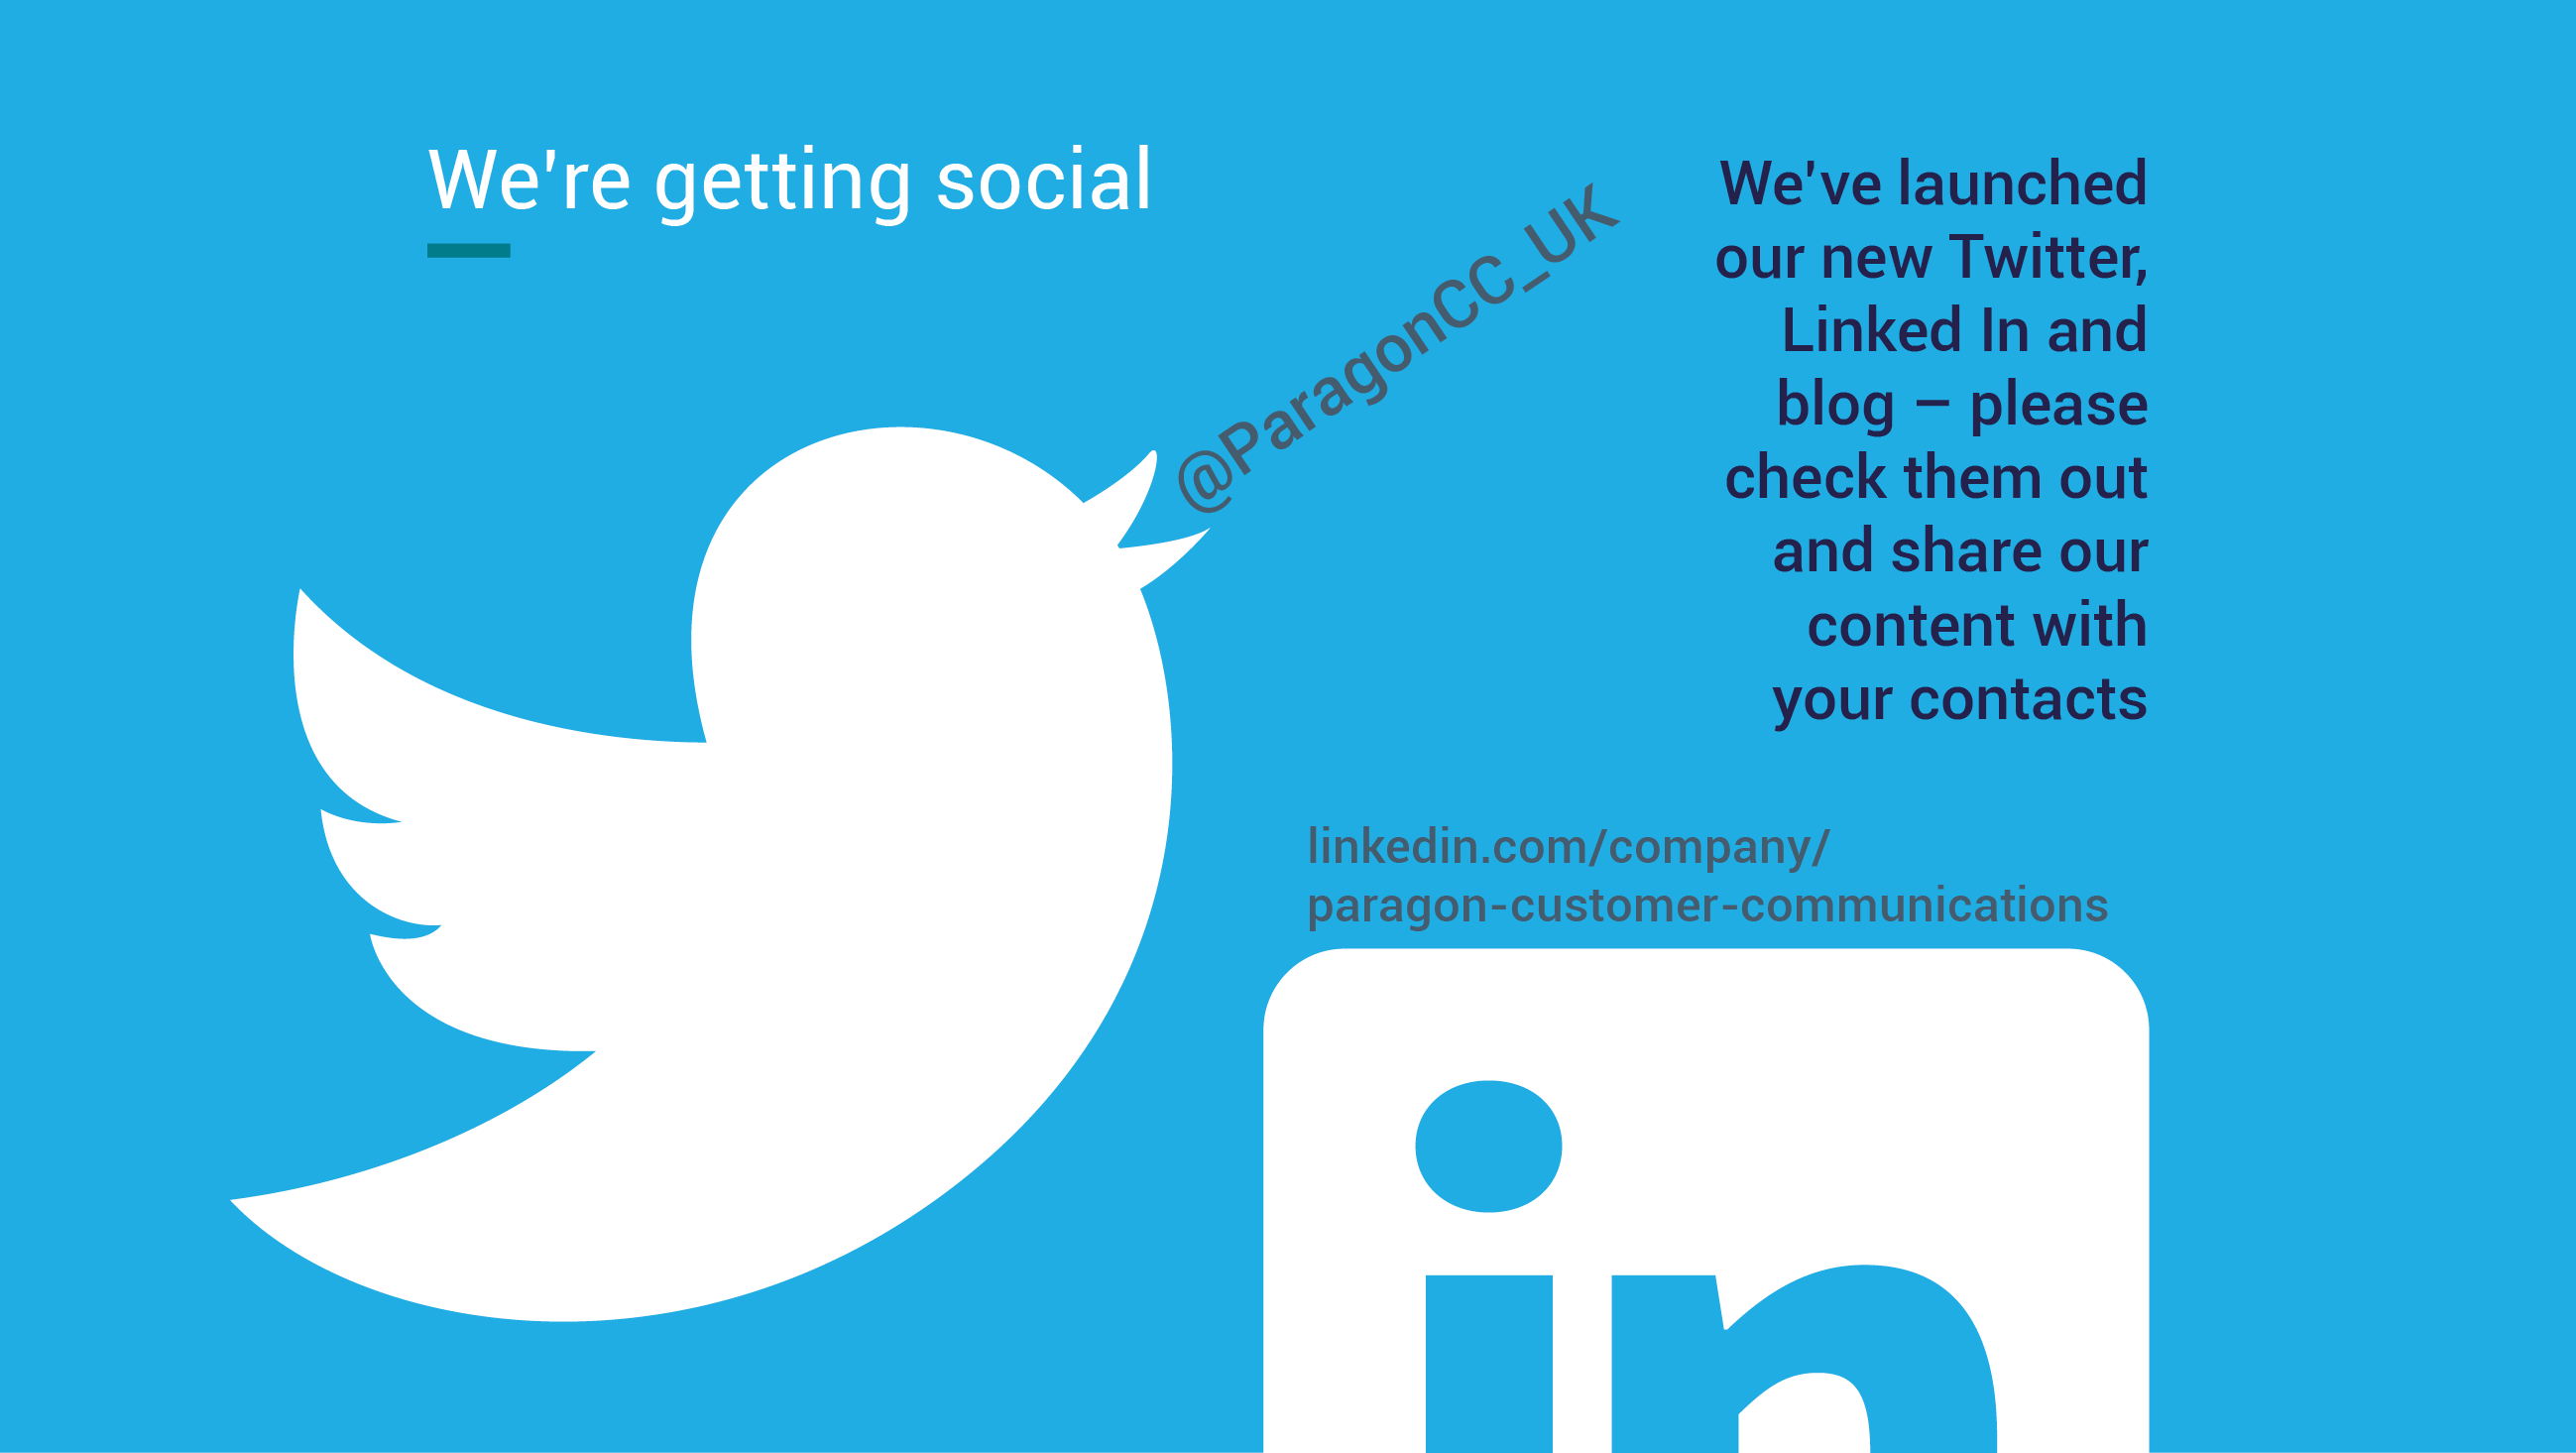 We're getting social
@ParagonCC_UK
We've launched
our new Twitter,
Linked In and
blog – please
check them out
and share our
content with
your contacts
linkedin.com/company/
paragon-customer-communications
in